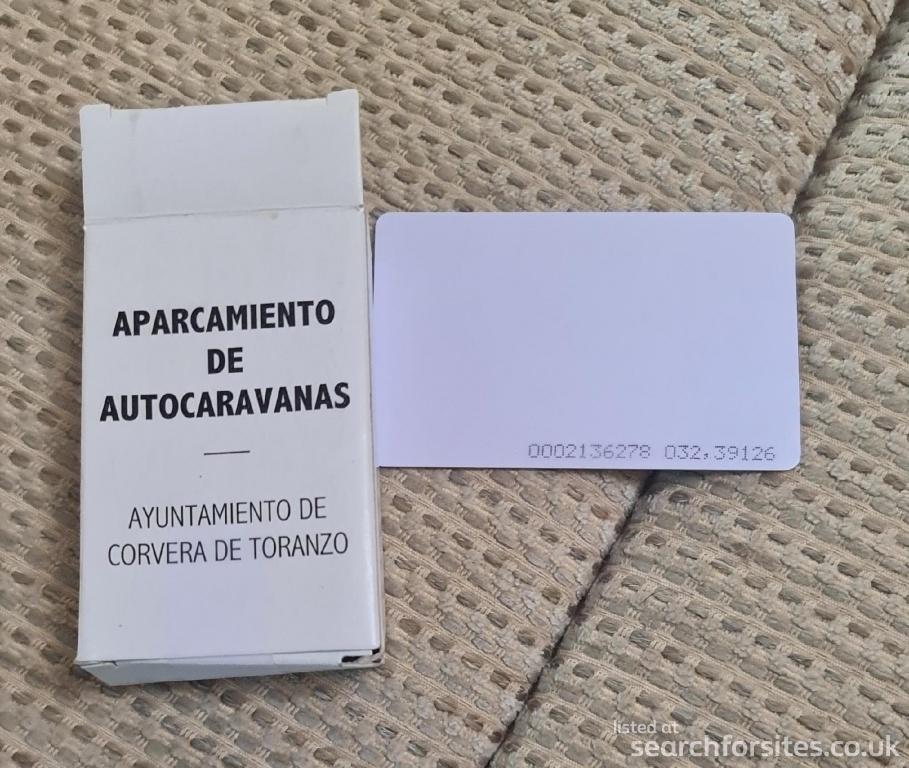 APARCAMIENTO
DE
AUTOCARAVANAS
AYUNTAMIENTO DE
CORVERA DE TORANZO
0002136278 032,39126
listed at
searchforsites.co.uk